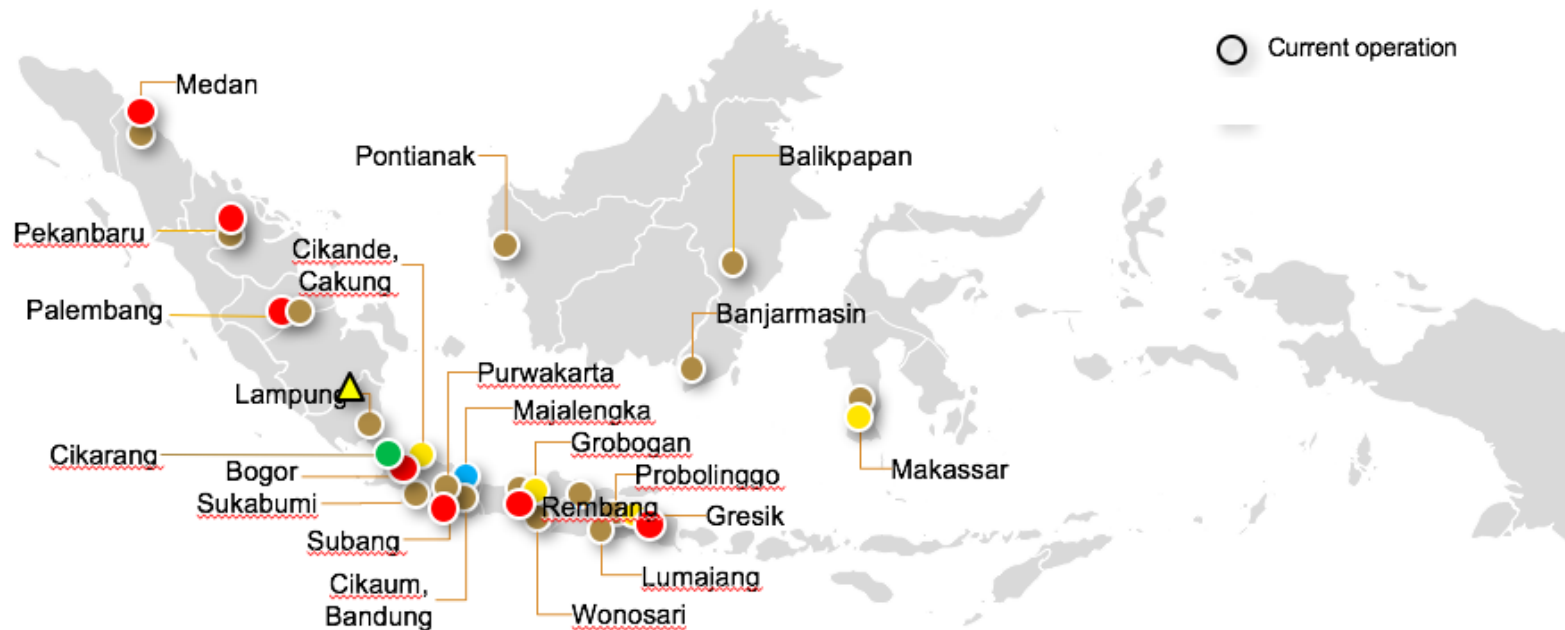 Current operation
Medan
Pontianak
Balikpapan
Pekanbaru
Cikande,
Cakung
Palembang
Banjarmasin
Purwakarta
Lampung
Majalengka
Grobogan
Cikarang
Bogor
Probolinggo
Makassar
Sukabumi
Rembang
Gresik
Subang
Lumajang
Cikaum,
Bandung
Wonosari